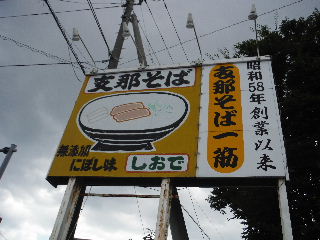 支那そば
無添加
にぼし味
しおで
支那そば一筋
昭和58年創業以来